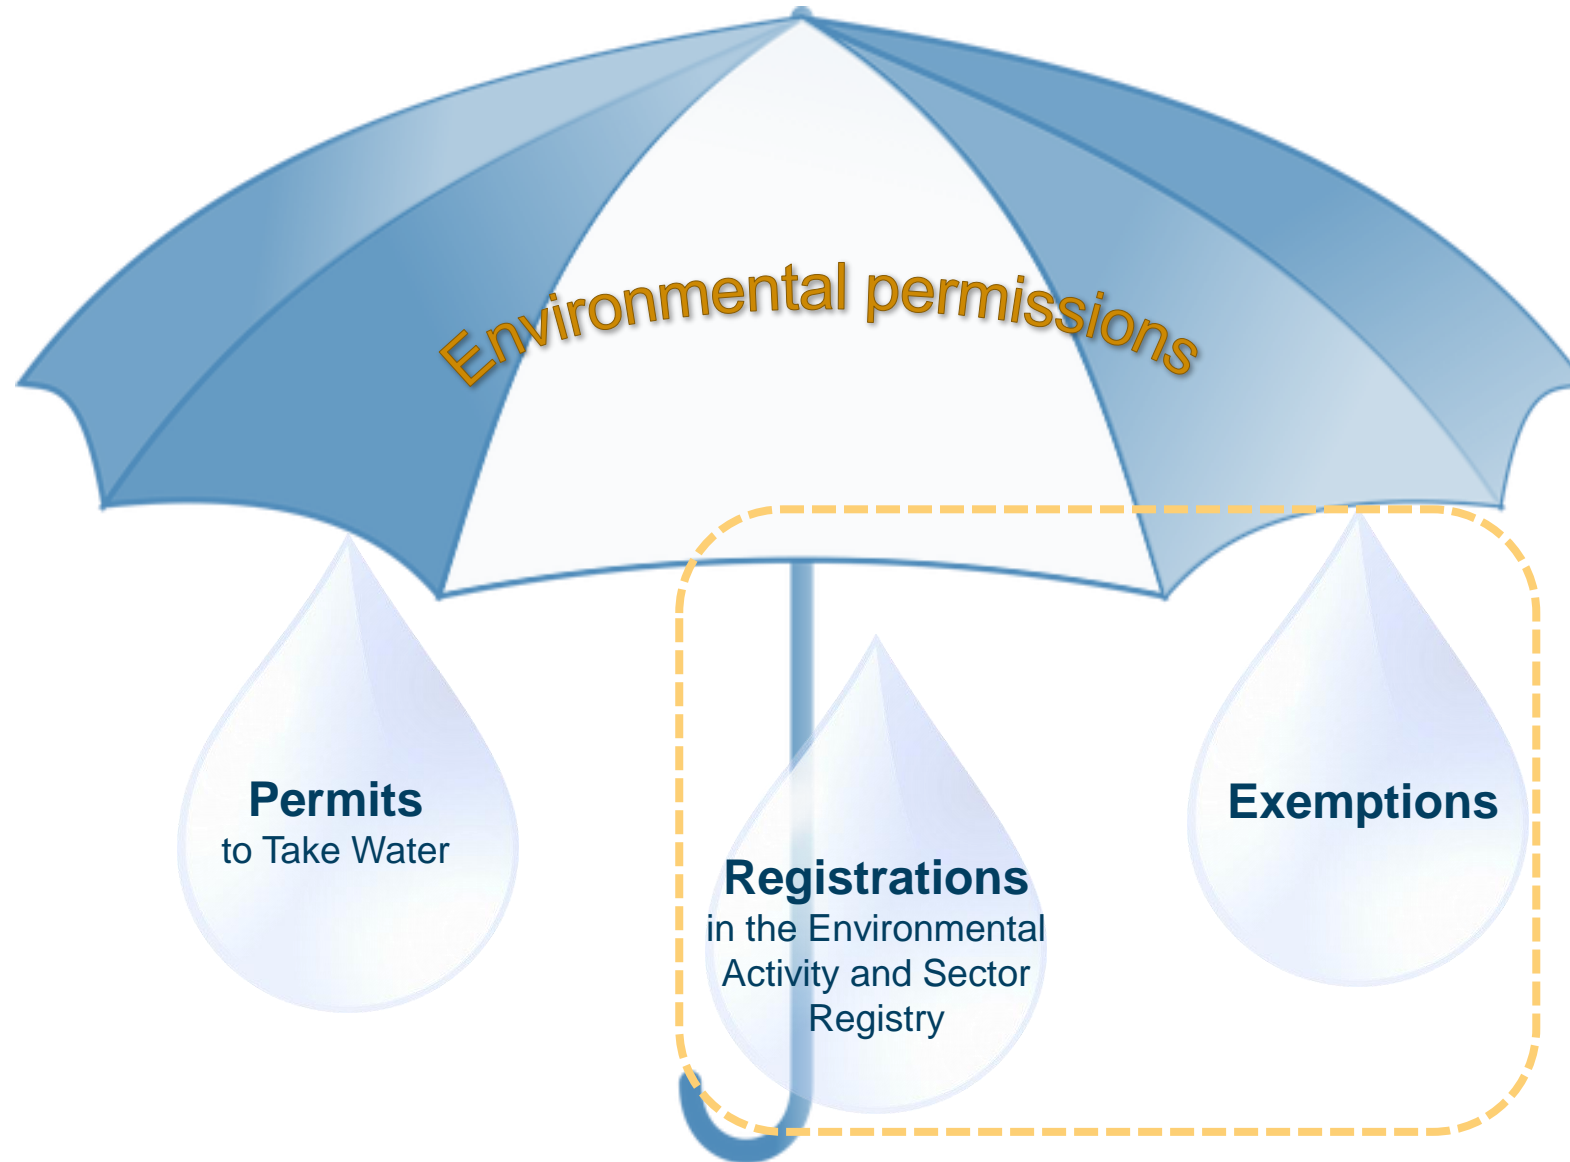 Environmental permissions
Permits
to Take Water
Registrations
in the Environmental
Activity and Sector
Registry
Exemptions